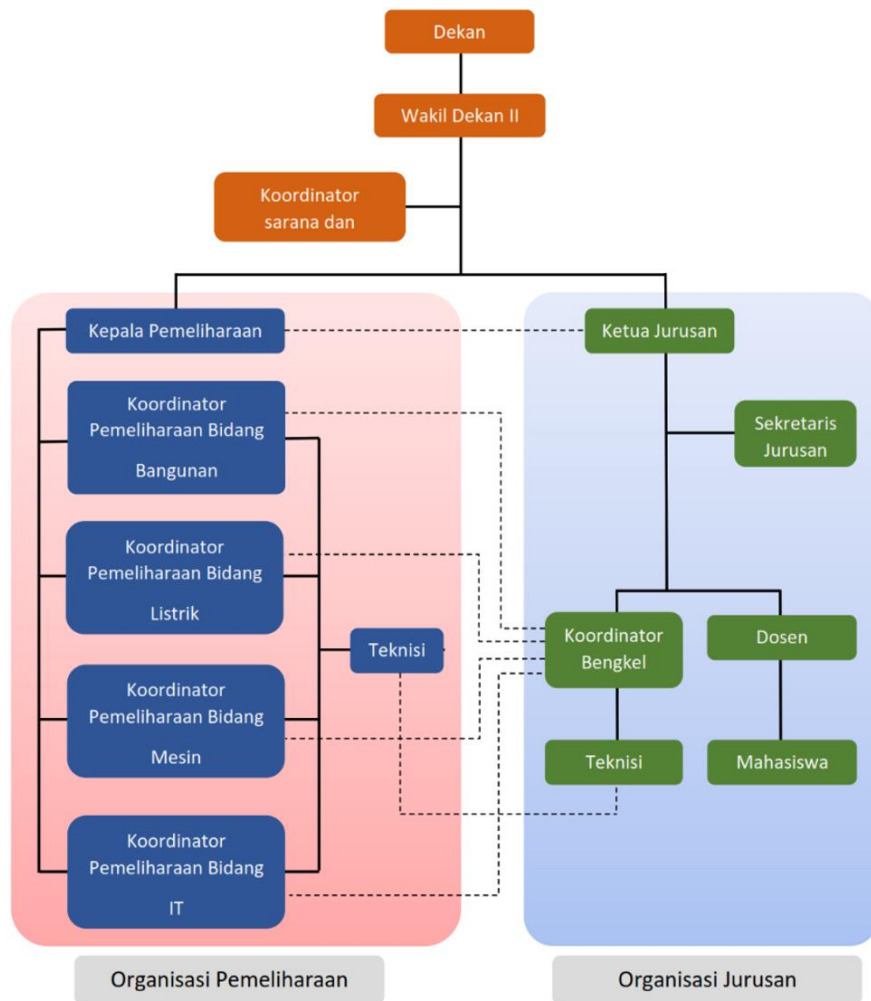 Dekan
Wakil Dekan II
Koordinator
sarana dan
Kepala Pemeliharaan
Ketua Jurusan
Koordinator
Pemeliharaan Bidang
Bangunan
Sekretaris
Jurusan
Koordinator
Pemeliharaan Bidang
Listrik
Teknisi
Koordinator
Bengkel
Dosen
Koordinator
Pemeliharaan Bidang
Mesin
Teknisi
Mahasiswa
Koordinator
Pemeliharaan Bidang
IT
Organisasi Pemeliharaan
Organisasi Jurusan